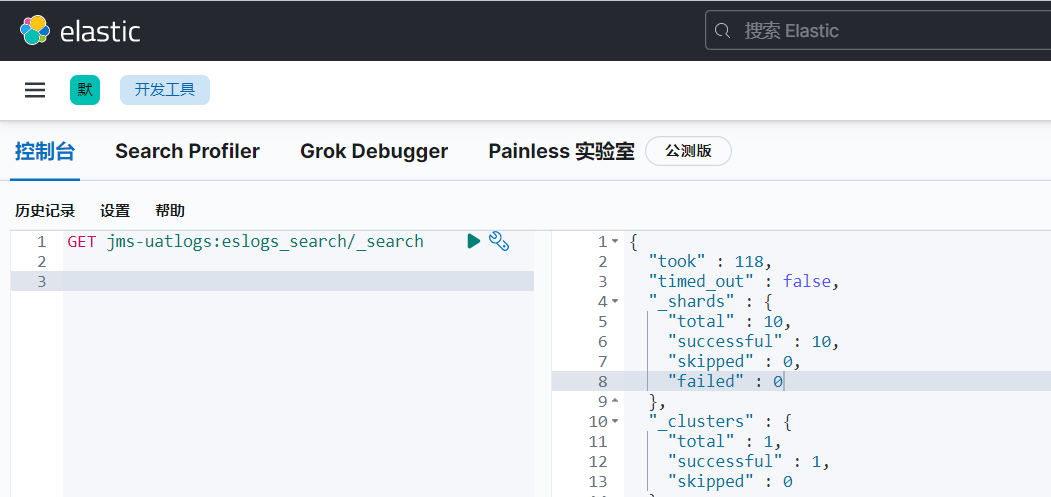 elastic
搜索 Elastic
默
开发工具
控制台 Search Profiler Grok Debugger Painless 实验室 公测版
历史记录 设置 帮助
1 GET jms-uatlogs:eslogs_search/_search
2
3
1 {
2 "took" : 118,
3 "timed_out" : false,
4 "_shards" : {
5 "total" : 10,
6 "successful" : 10,
7 "skipped" : 0,
8 "failed" : 0
9 },
10 "_clusters" : {
11 "total" : 1,
12 "successful" : 1,
13 "skipped" : 0